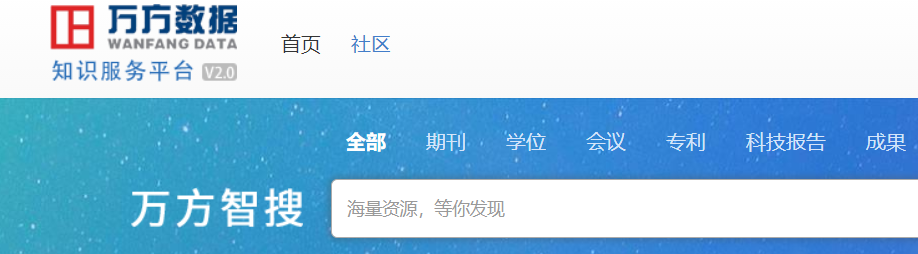 万方数据
WANFANG DATA
知识服务平台 V2.0
首页 社区
全部 期刊 学位 会议 专利 科技报告 成果
万方智搜
海量资源，等你发现